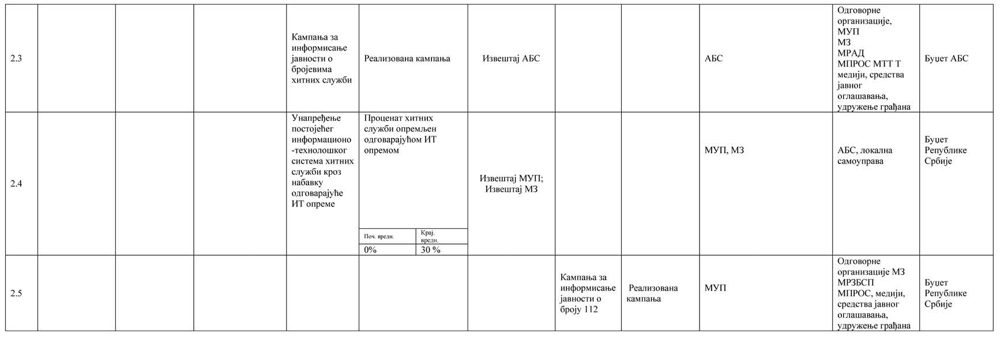 2.3
Кампања за
информисање
јавности о
бројевима
хитних служби
Реализована кампања
Извештај АБС
АБС
Одговорне
организације,
МУП
МЗ
МРАД
МПРОС МТТ Т
медији, средства
јавног
оглашавања,
удружење грађана
Буџет АБС
2.4
Унапређење
постојећег
информационо
-технолошког
система хитних
служби кроз
набавку
одговарајуће
ИТ опреме
Проценат хитних
служби опремљен
одговарајућом ИТ
опремом
Поч. вредн.
Крај.
вредн.
0%
30 %
Извештај МУП;
Извештај МЗ
МУП, МЗ
АБС, локална
самоуправа
Буџет
Републике
Србије
2.5
Кампања за
информисање
јавности о
броју 112
Реализована
кампања
МУП
Одговорне
организације МЗ
МРЗБСП
МПРОС, медији,
средства јавног
оглашавања,
удружење грађана
Буџет
Републике
Србије